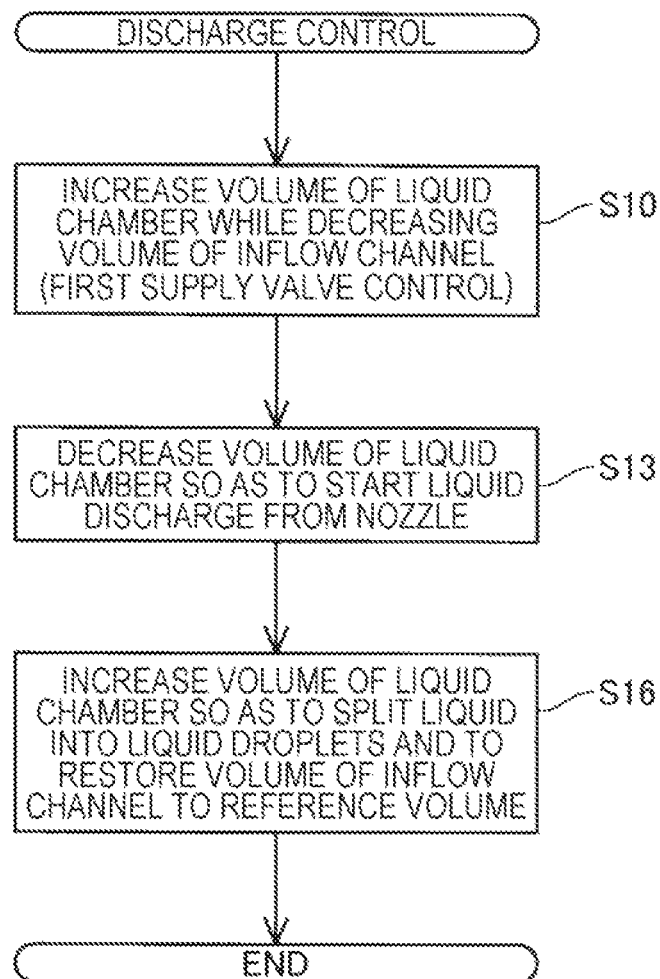 DISCHARGE CONTROL
INCREASE VOLUME OF LIQUID
CHAMBER WHILE DECREASING
VOLUME OF INFLOW CHANNEL
(FIRST SUPPLY VALVE CONTROL)
S10
DECREASE VOLUME OF LIQUID
CHAMBER SO AS TO START LIQUID
DISCHARGE FROM NOZZLE
S13
INCREASE VOLUME OF LIQUID
CHAMBER SO AS TO SPLIT LIQUID
INTO LIQUID DROPLETS AND TO
RESTORE VOLUME OF INFLOW
CHANNEL TO REFERENCE VOLUME
S16
END